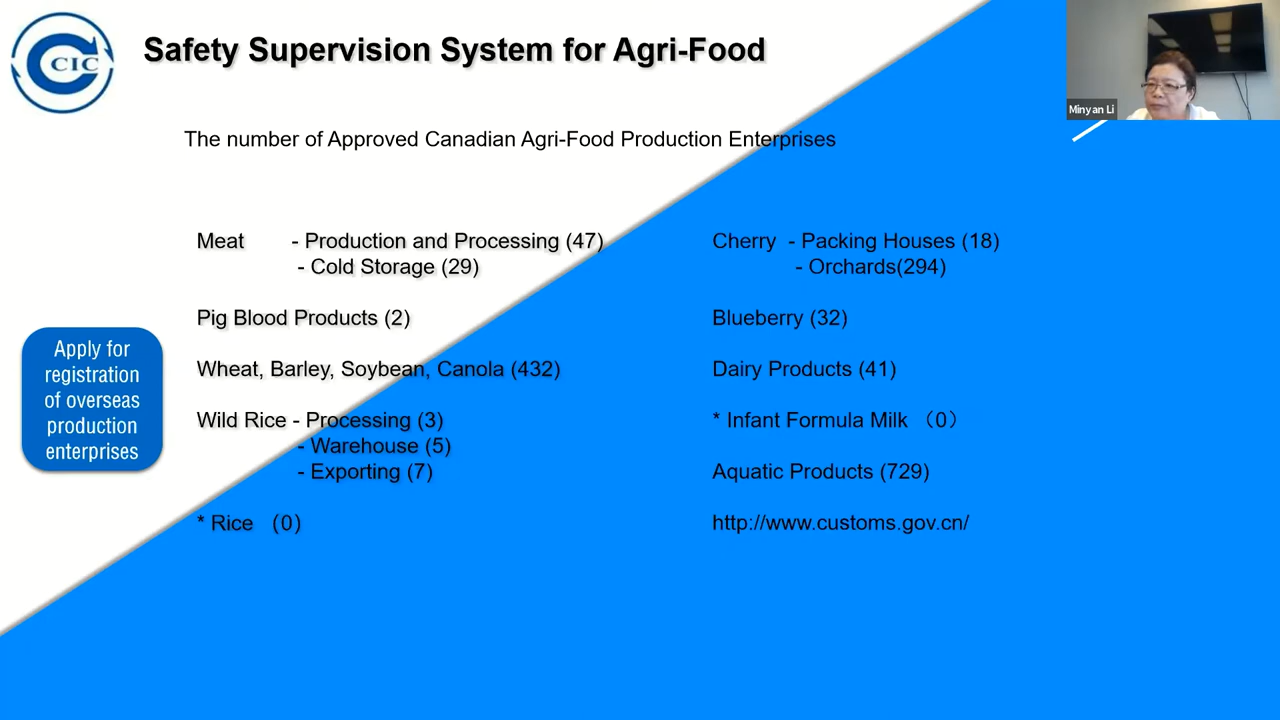 CCIC
Safety Supervision System for Agri-Food
Minyan Li
The number of Approved Canadian Agri-Food Production Enterprises
Meat - Production and Processing (47)
- Cold Storage (29)
Pig Blood Products (2)
Wheat, Barley, Soybean, Canola (432)
Wild Rice - Processing (3)
- Warehouse (5)
- Exporting (7)
* Rice （0）
Cherry - Packing Houses (18)
- Orchards(294)
Blueberry (32)
Dairy Products (41)
* Infant Formula Milk （0）
Aquatic Products (729)
http://www.customs.gov.cn/
Apply for
registration
of overseas
production
enterprises